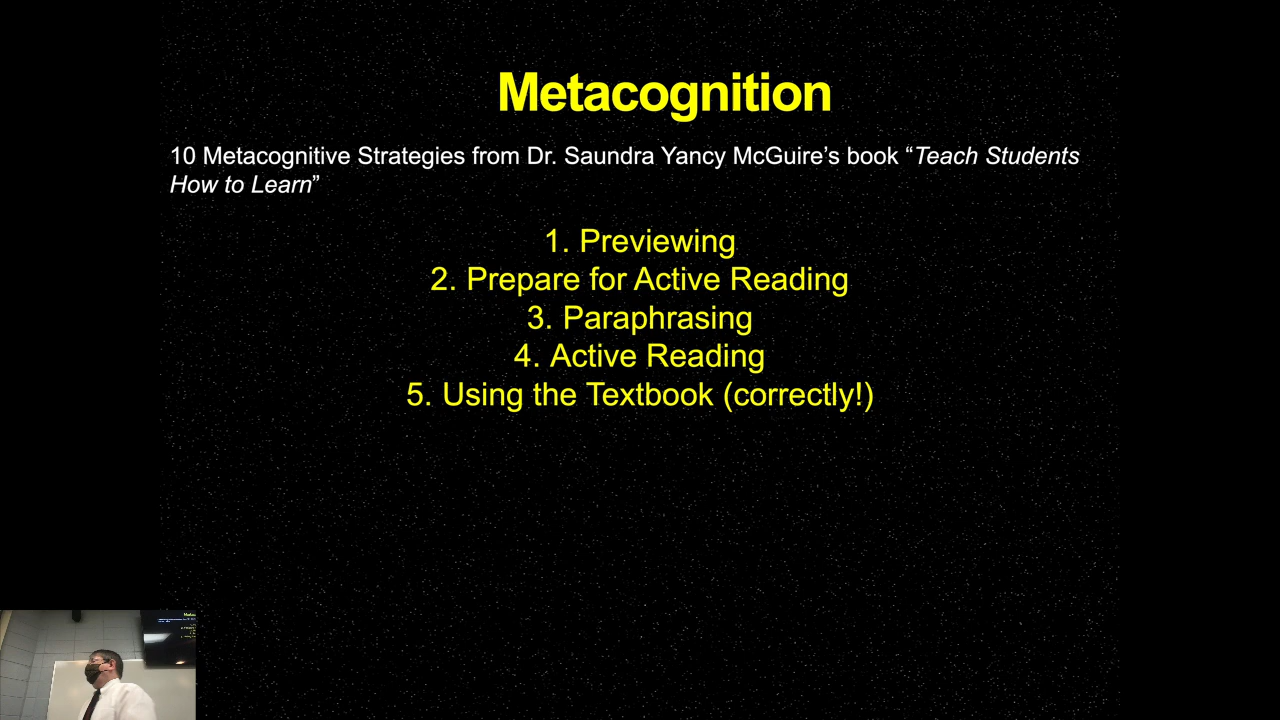 Metacognition
10 Metacognitive Strategies from Dr. Saundra Yancy McGuire’s book “Teach Students
How to Learn”
1. Previewing
2. Prepare for Active Reading
3. Paraphrasing
4. Active Reading
5. Using the Textbook (correctly!)